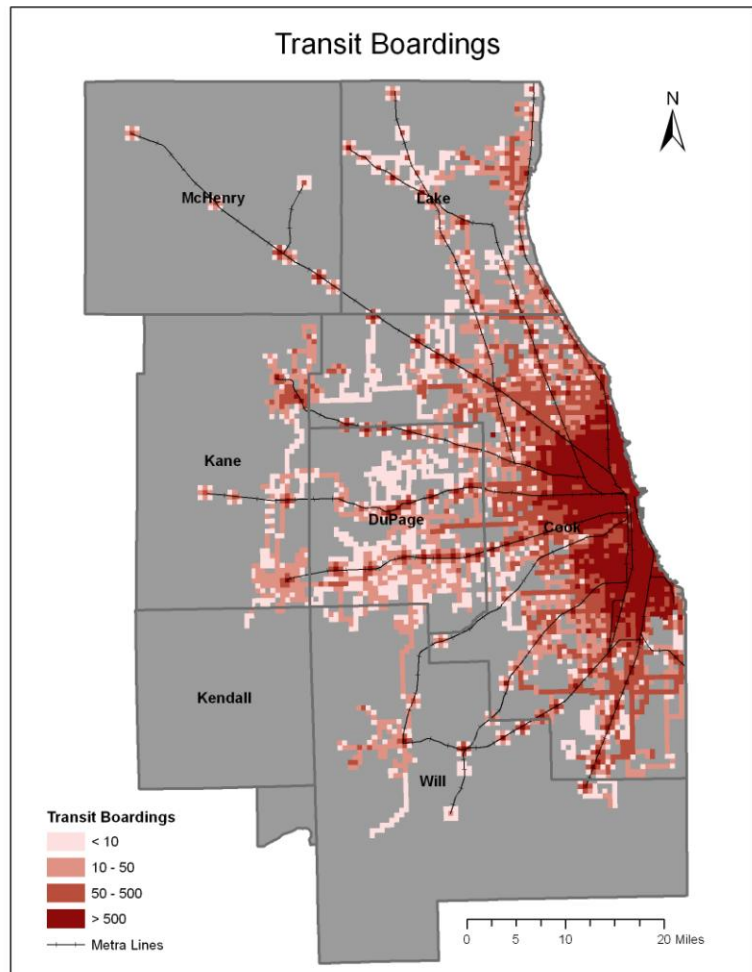 Transit Boardings
N
McHenry
Lake
Kane
DuPage
Cook
Kendall
Will
Transit Boardings
< 10
10 - 50
50 - 500
> 500
Metra Lines
0 5 10 20 Miles